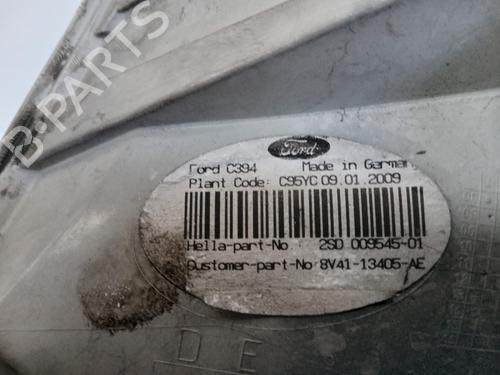 B-PARTS
Ford
Ford C394 Made in German
Plant Code: C95YC 09.01.2009
Hella-part-No 2SD 009545-01
Customer-part-No 8V41-13405-AE
D E